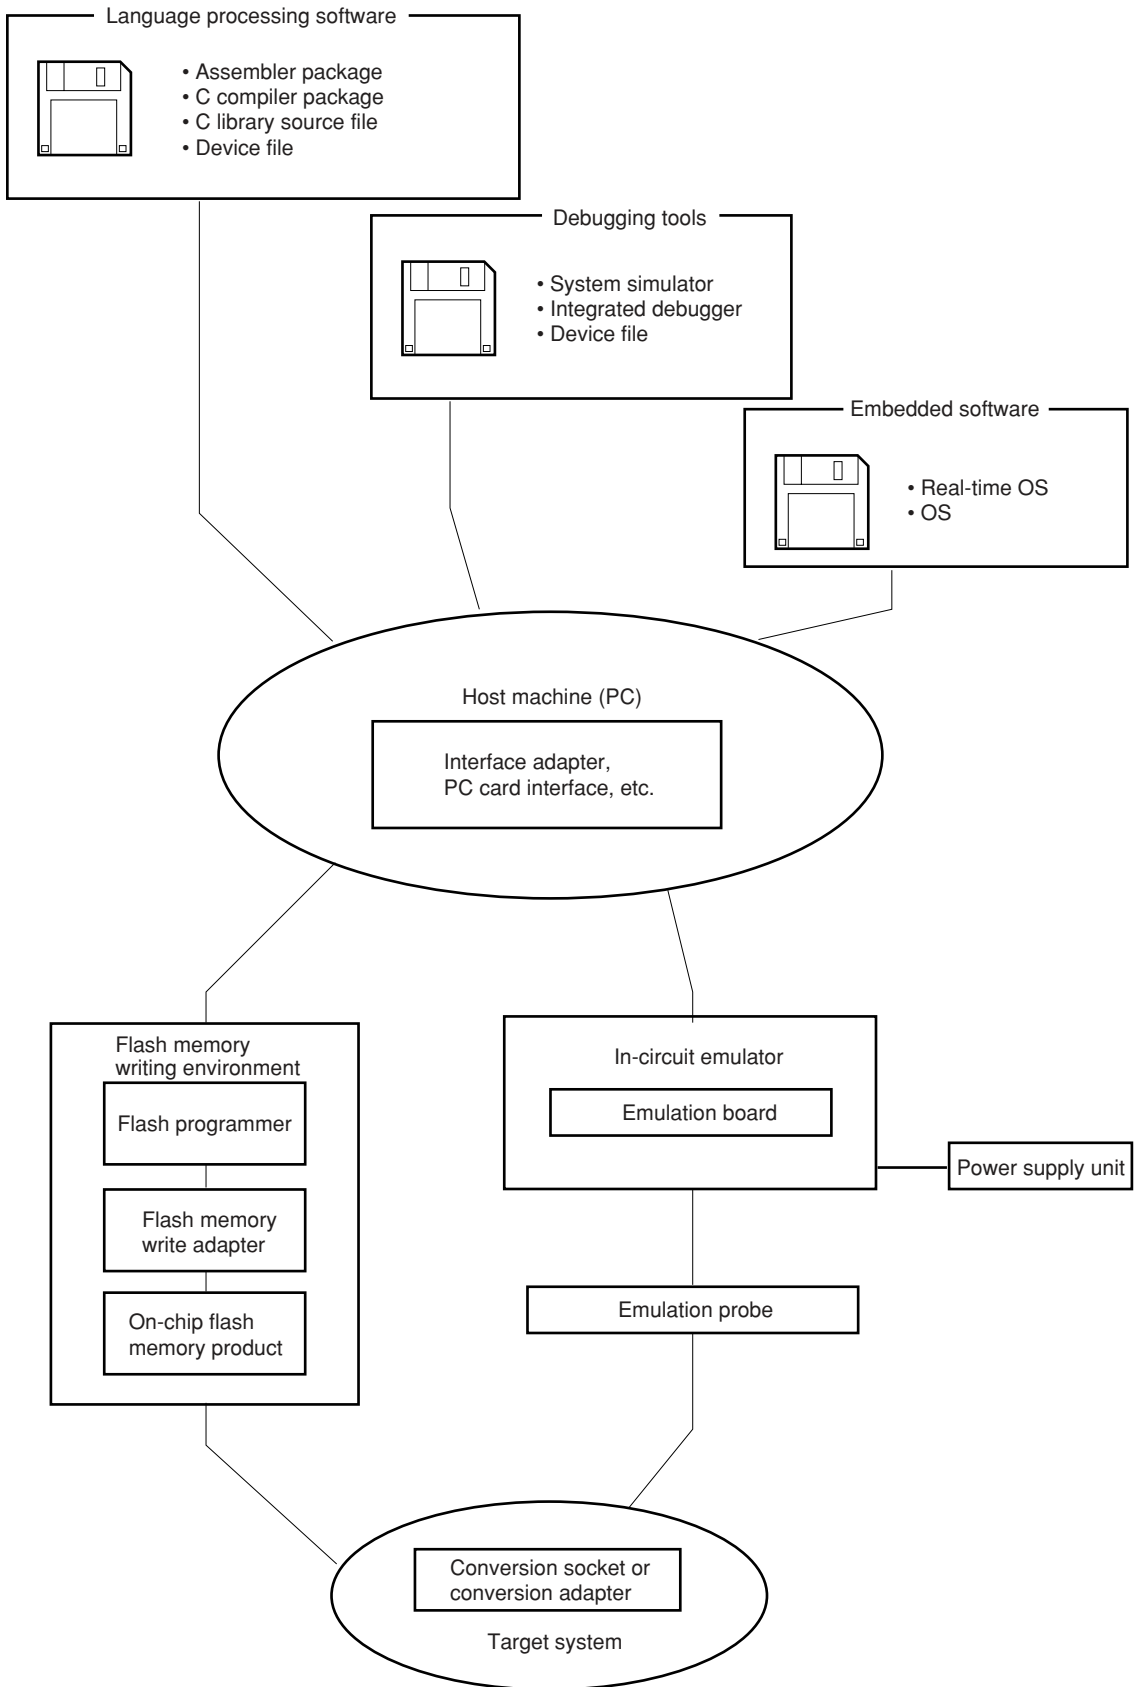 Language processing software
• Assembler package
• C compiler package
• C library source file
• Device file
Debugging tools
• System simulator
• Integrated debugger
• Device file
Embedded software
• Real-time OS
• OS
Host machine (PC)
Interface adapter,
PC card interface, etc.
Flash memory
writing environment
Flash programmer
Flash memory
write adapter
On-chip flash
memory product
In-circuit emulator
Emulation board
Power supply unit
Emulation probe
Conversion socket or
conversion adapter
Target system